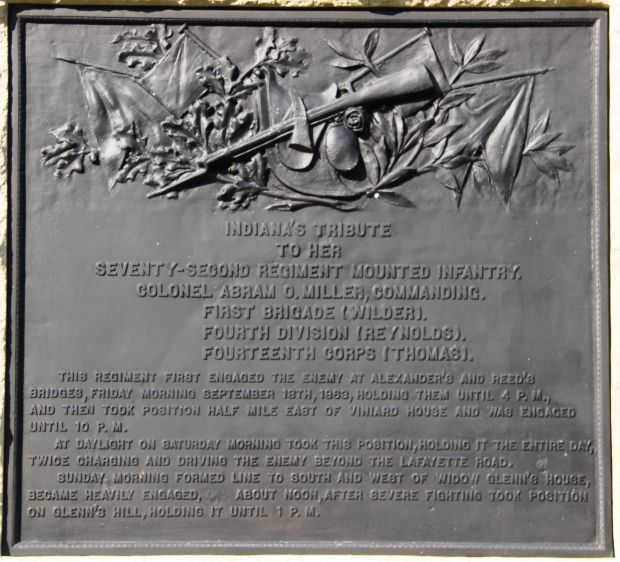 INDIANA'S TRIBUTE
TO HER
SEVENTY-SECOND REGIMENT MOUNTED INFANTRY.
COLONEL ABRAM O. MILLER, COMMANDING.
FIRST BRIGADE (WILDER).
FOURTH DIVISION (REYNOLDS).
FOURTEENTH CORPS (THOMAS).
THIS REGIMENT FIRST ENGAGED THE ENEMY AT ALEXANDER'S AND REED'S
BRIDGES, FRIDAY MORNING SEPTEMBER 18TH, 1863, HOLDING THEM UNTIL 4 P.M.,
AND THEN TOOK POSITION HALF MILE EAST OF VINIARD HOUSE AND WAS ENGAGED
UNTIL 10 P.M.
AT DAYLIGHT ON SATURDAY MORNING TOOK THIS POSITION, HOLDING IT THE ENTIRE DAY,
TWICE CHARGING AND DRIVING THE ENEMY BEYOND THE LAFAYETTE ROAD.
SUNDAY MORNING FORMED LINE TO SOUTH AND WEST OF WIDOW GLENN'S HOUSE,
BECAME HEAVILY ENGAGED, ABOUT NOON, AFTER SEVERE FIGHTING TOOK POSITION
ON GLENN'S HILL, HOLDING IT UNTIL 1 P.M.